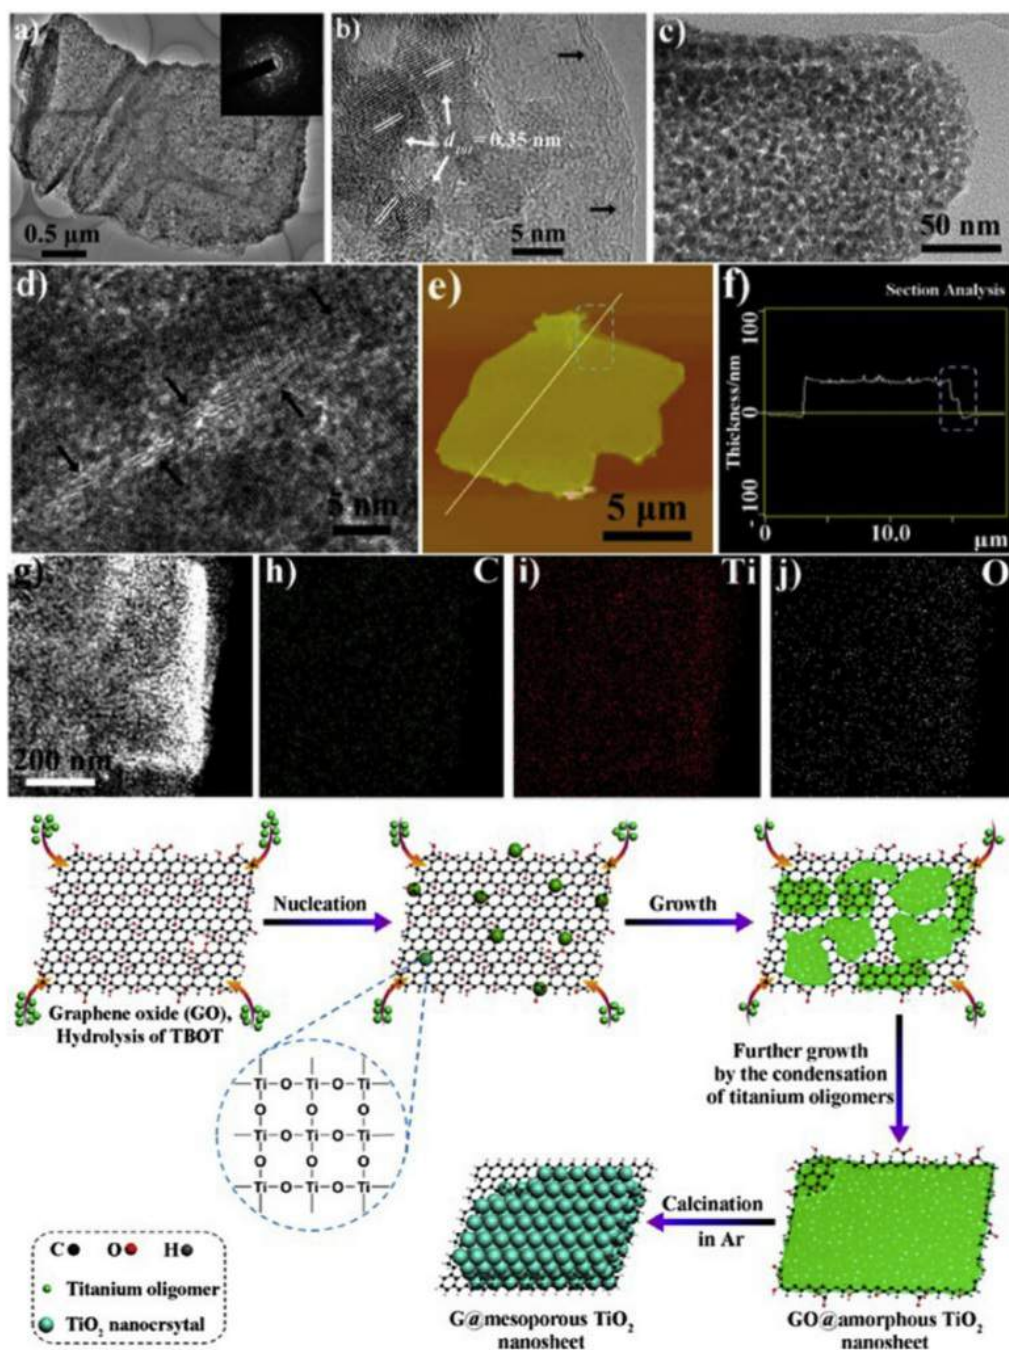 a)
0.5 μm
b)
d101 = 0.35 nm
5 nm
c)
50 nm
d)
5 nm
e)
5 μm
f)
Section Analysis
Thickness/nm
100
0
-100
0
10.0
μm
g)
200 nm
h)
C
i)
Ti
j)
O
Nucleation
Growth
Graphene oxide (GO),
Hydrolysis of TBOT
Further growth
by the condensation
of titanium oligomers
Ti O Ti O Ti
O O O
Ti O Ti O Ti
O O O
Ti O Ti O Ti
Calcination
in Ar
C O H
Titanium oligomer
TiO2 nanocrsytal
G@mesoporous TiO2
nanosheet
GO@amorphous TiO2
nanosheet